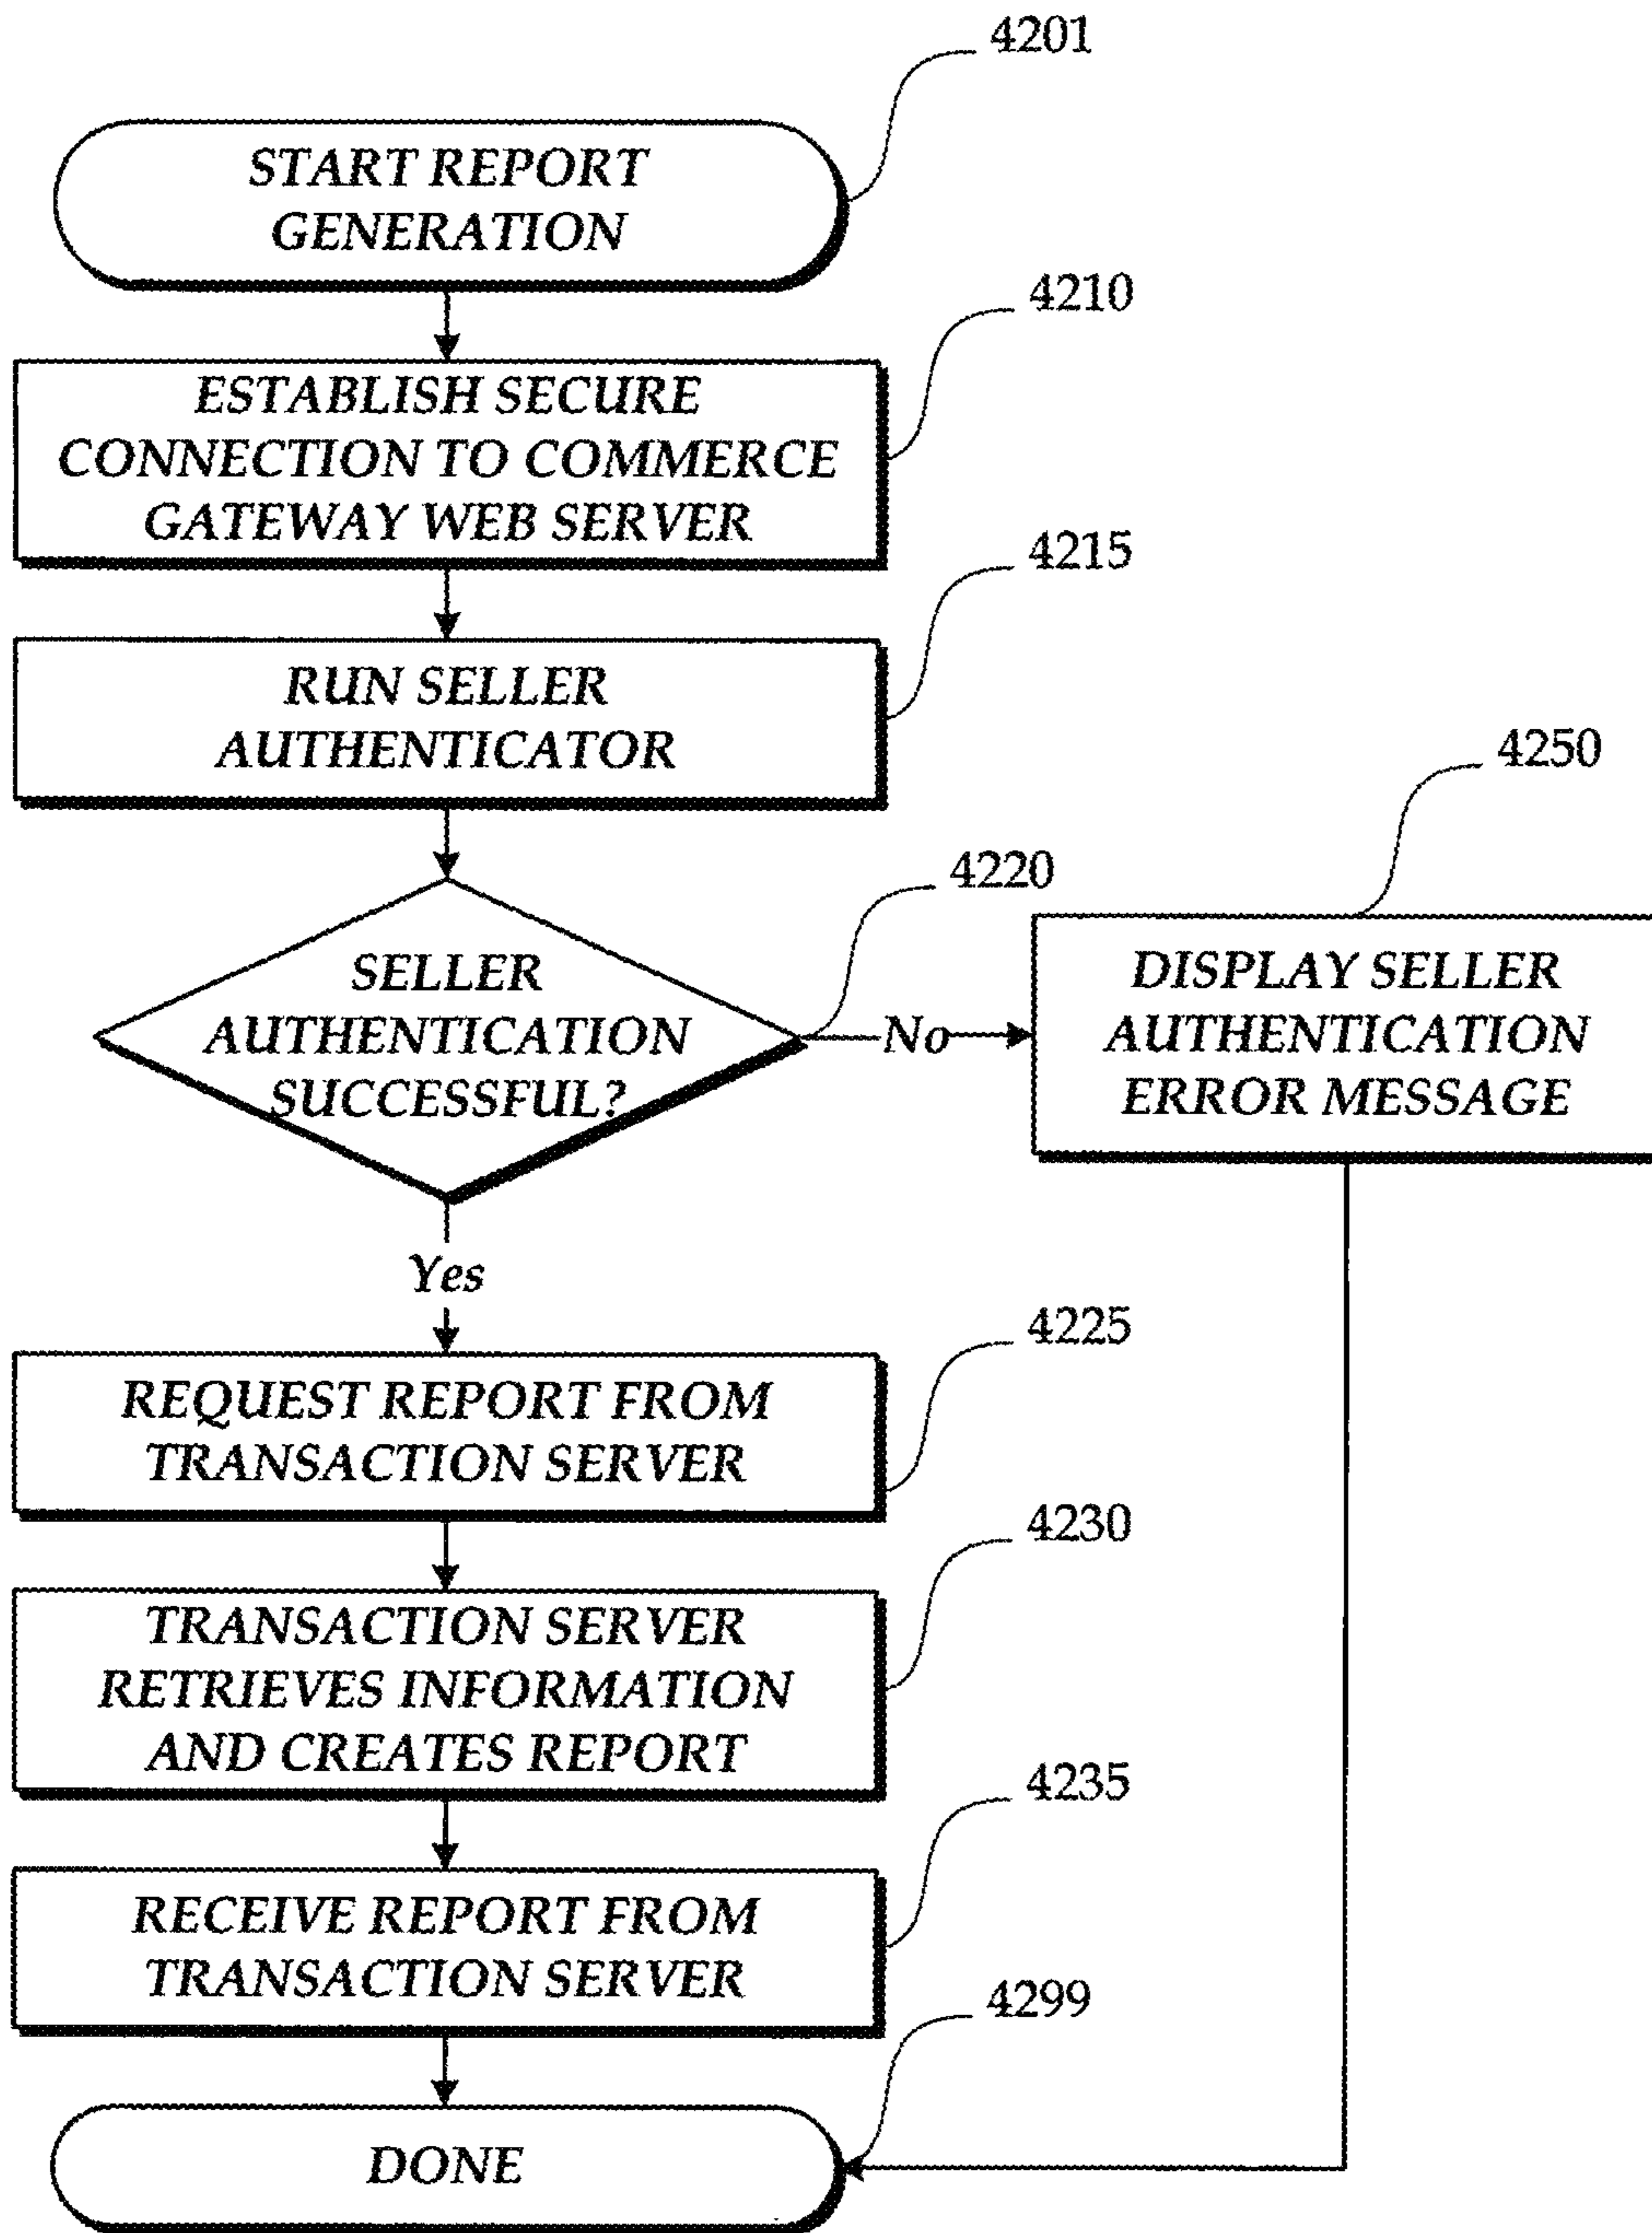 4201
START REPORT
GENERATION
4210
ESTABLISH SECURE
CONNECTION TO COMMERCE
GATEWAY WEB SERVER
4215
RUN SELLER
AUTHENTICATOR
4250
4220
SELLER
AUTHENTICATION
SUCCESSFUL?
No
DISPLAY SELLER
AUTHENTICATION
ERROR MESSAGE
Yes
4225
REQUEST REPORT FROM
TRANSACTION SERVER
4230
TRANSACTION SERVER
RETRIEVES INFORMATION
AND CREATES REPORT
4235
RECEIVE REPORT FROM
TRANSACTION SERVER
4299
DONE